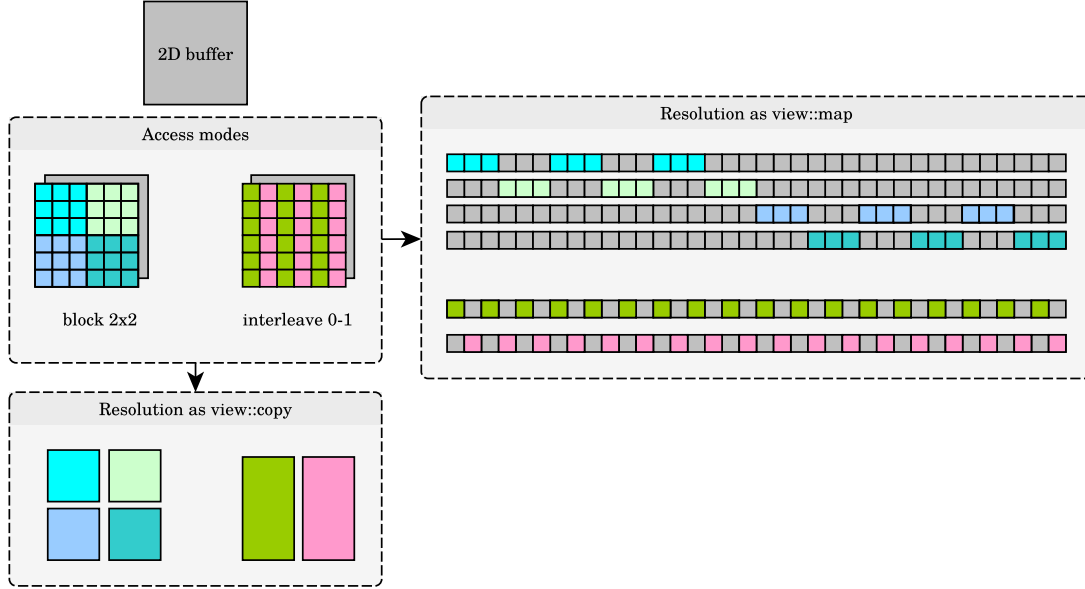 2D buffer
Access modes
block 2x2
interleave 0-1
Resolution as view::map
Resolution as view::copy